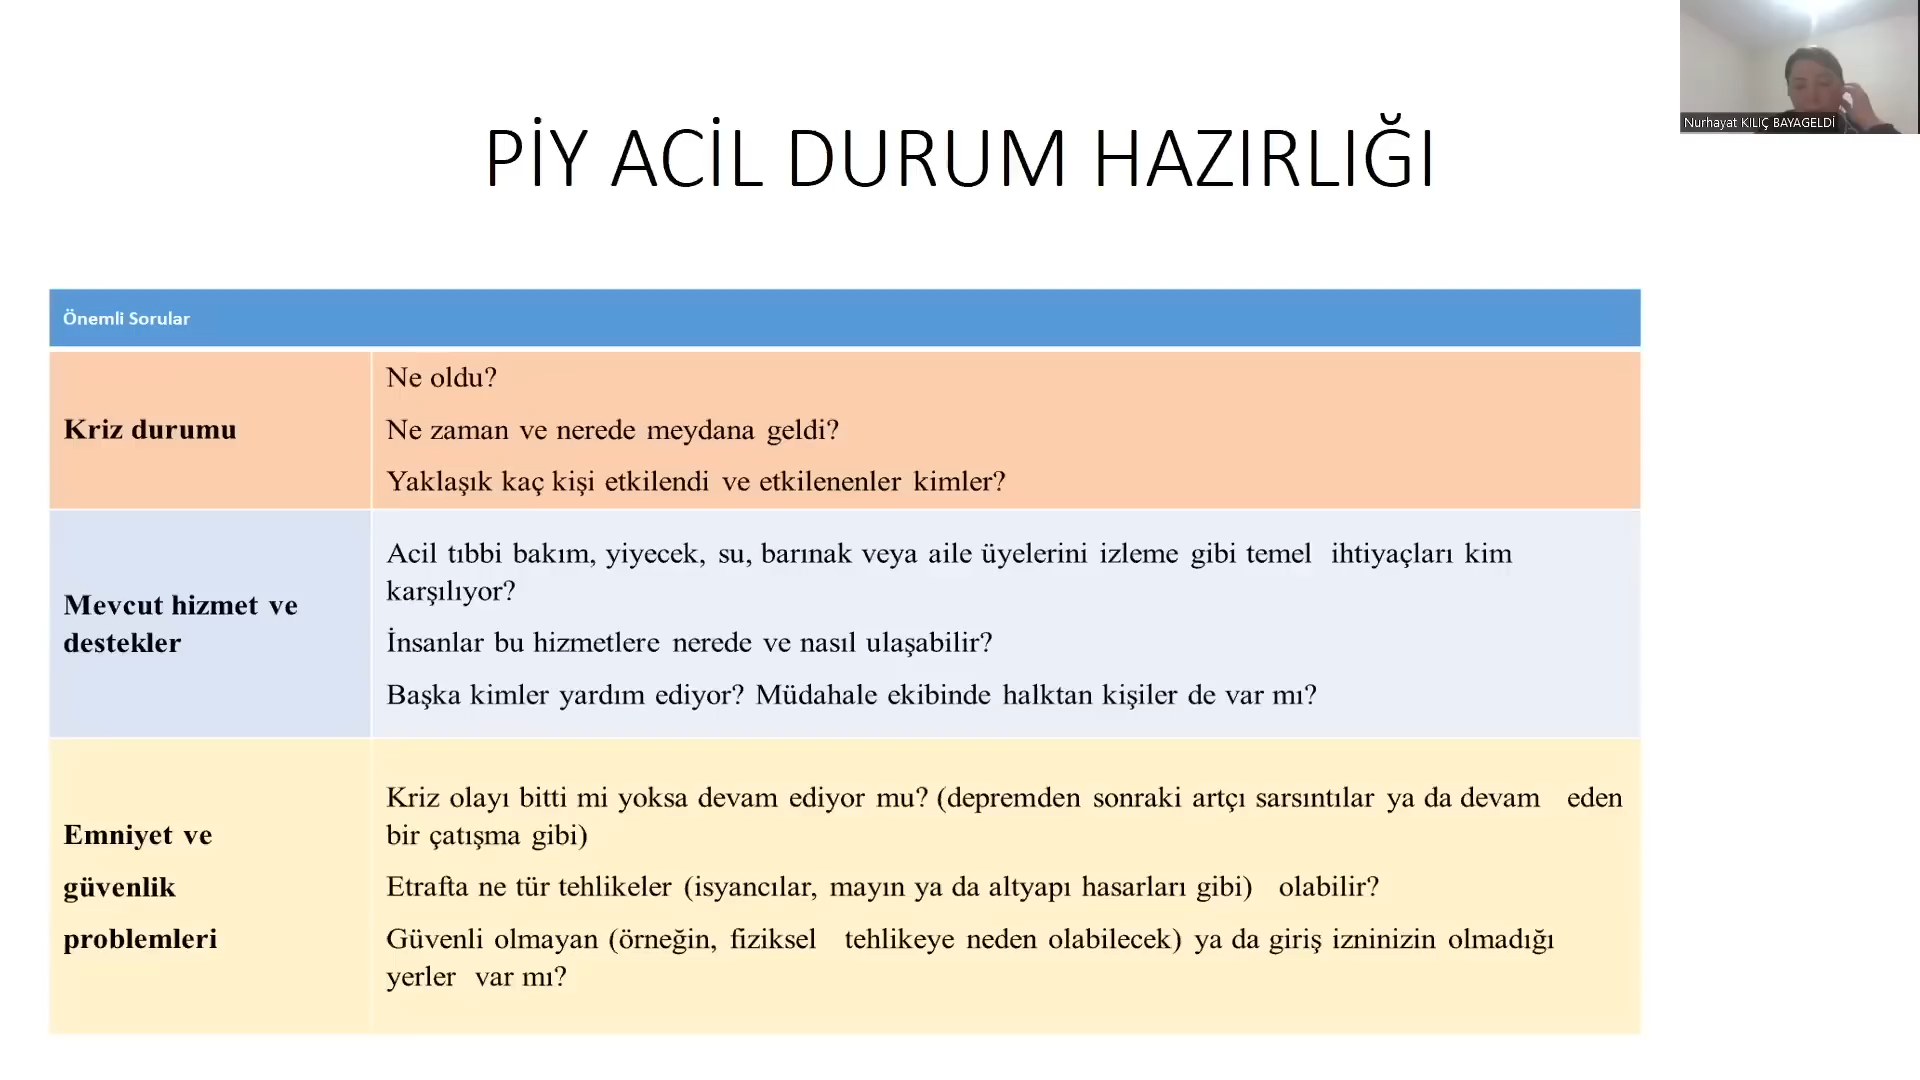 PİY ACİL DURUM HAZIRLIĞI
Nurhayat KILIÇ BAYAGELDİ
Önemli Sorular
Kriz durumu
Ne oldu?
Ne zaman ve nerede meydana geldi?
Yaklaşık kaç kişi etkilendi ve etkilenenler kimler?
Mevcut hizmet ve
destekler
Acil tıbbi bakım, yiyecek, su, barınak veya aile üyelerini izleme gibi temel ihtiyaçları kim
karşılıyor?
İnsanlar bu hizmetlere nerede ve nasıl ulaşabilir?
Başka kimler yardım ediyor? Müdahale ekibinde halktan kişiler de var mı?
Emniyet ve
güvenlik
problemleri
Kriz olayı bitti mi yoksa devam ediyor mu? (depremden sonraki artçı sarsıntılar ya da devam eden
bir çatışma gibi)
Etrafta ne tür tehlikeler (isyancılar, mayın ya da altyapı hasarları gibi) olabilir?
Güvenli olmayan (örneğin, fiziksel tehlikeye neden olabilecek) ya da giriş izninizin olmadığı
yerler var mı?